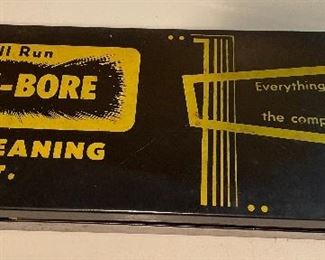 ll Run
-BORE
EANING
T.
Everything
the comp